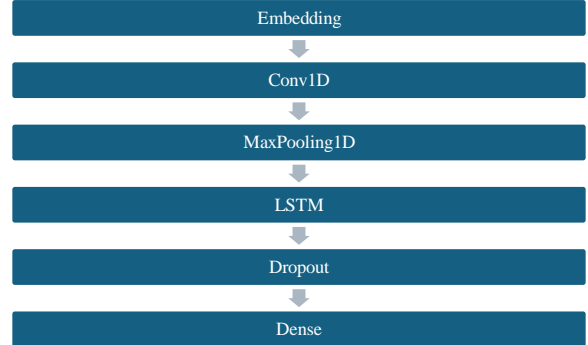 Embedding
Conv1D
MaxPooling1D
LSTM
Dropout
Dense